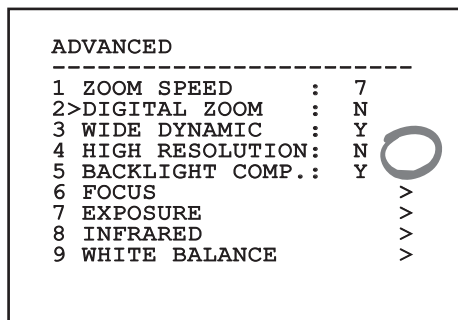 ADVANCED
------------------------
1 ZOOM SPEED : 7
2>DIGITAL ZOOM : N
3 WIDE DYNAMIC : Y
4 HIGH RESOLUTION: N
5 BACKLIGHT COMP.: Y
6 FOCUS >
7 EXPOSURE >
8 INFRARED >
9 WHITE BALANCE >